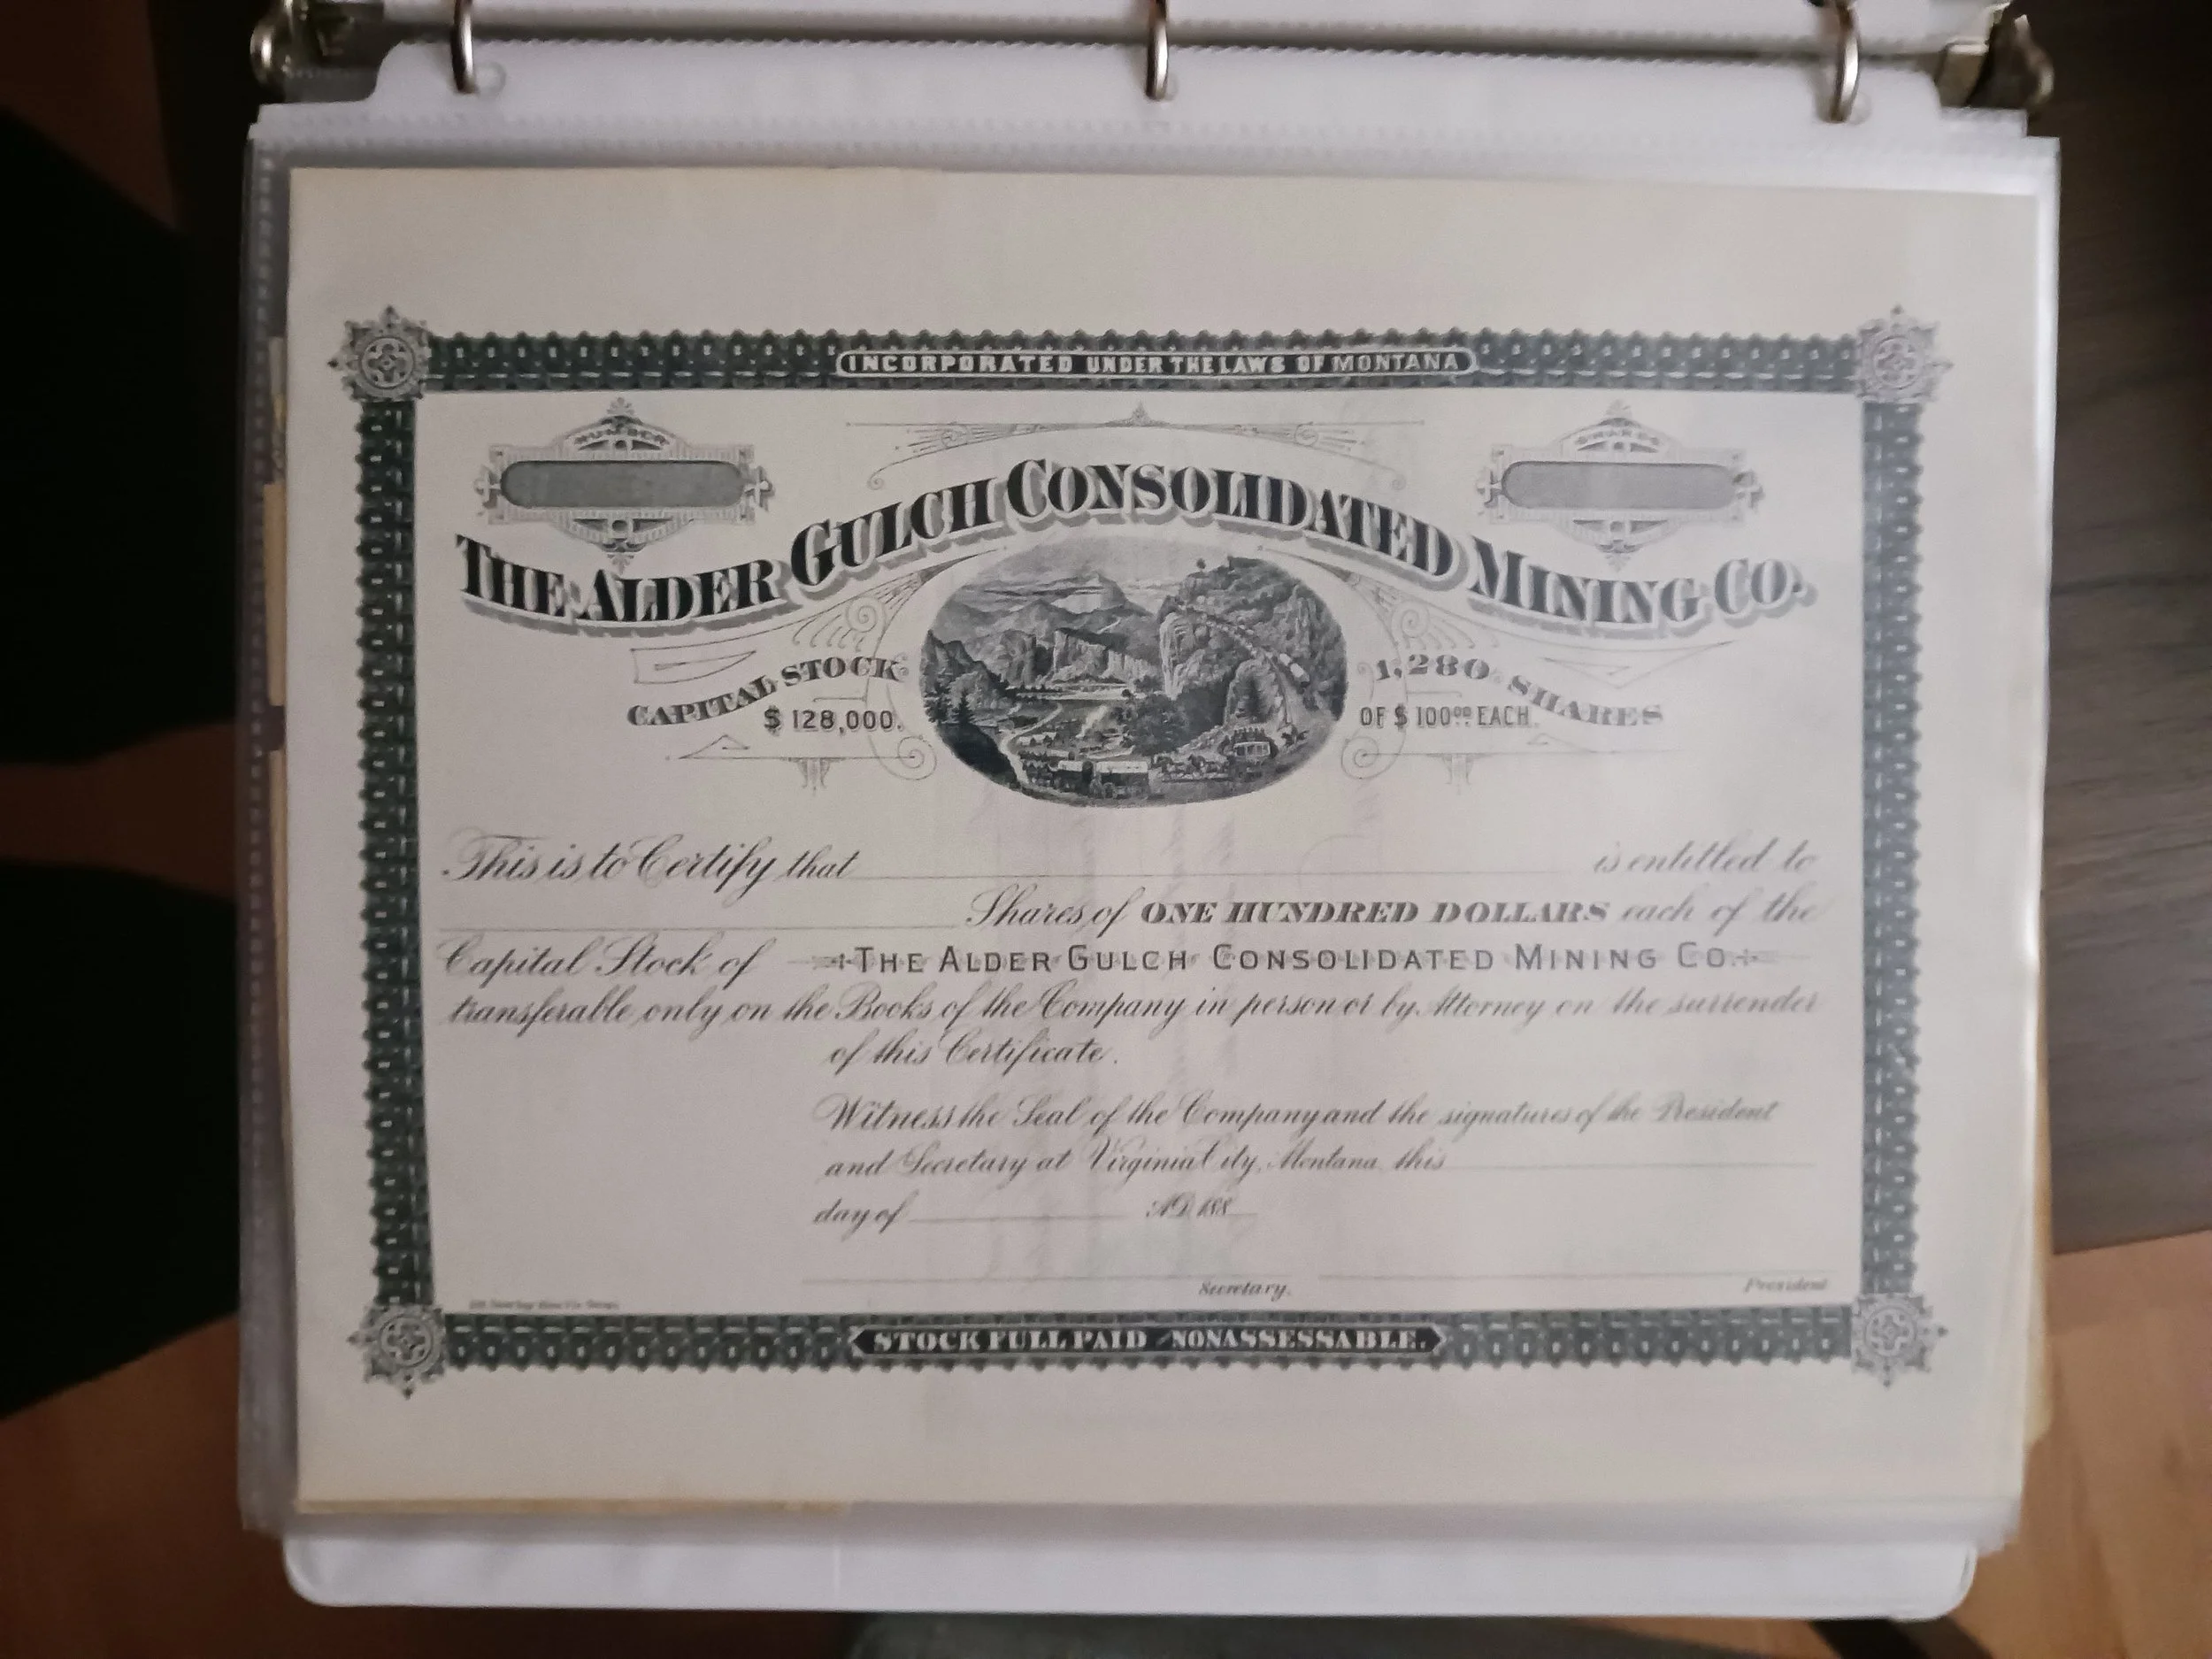 INCORPORATED UNDER THE LAWS OF MONTANA
NUMBER
SHARES
THE ALDER GULCH CONSOLIDATED MINING CO.
CAPITAL STOCK
$128,000.
1,280 SHARES
OF $100.00 EACH.
This is to Certify that is entitled to
Shares of ONE HUNDRED DOLLARS each of the
Capital Stock of THE ALDER GULCH CONSOLIDATED MINING CO.
transferable only on the Books of the Company in person or by Attorney on the surrender
of this Certificate.
Witness the Seal of the Company and the signatures of the President
and Secretary at Virginia City, Montana, this
day of AD 188
Secretary. President
STOCK FULL PAID NONASSESSABLE.